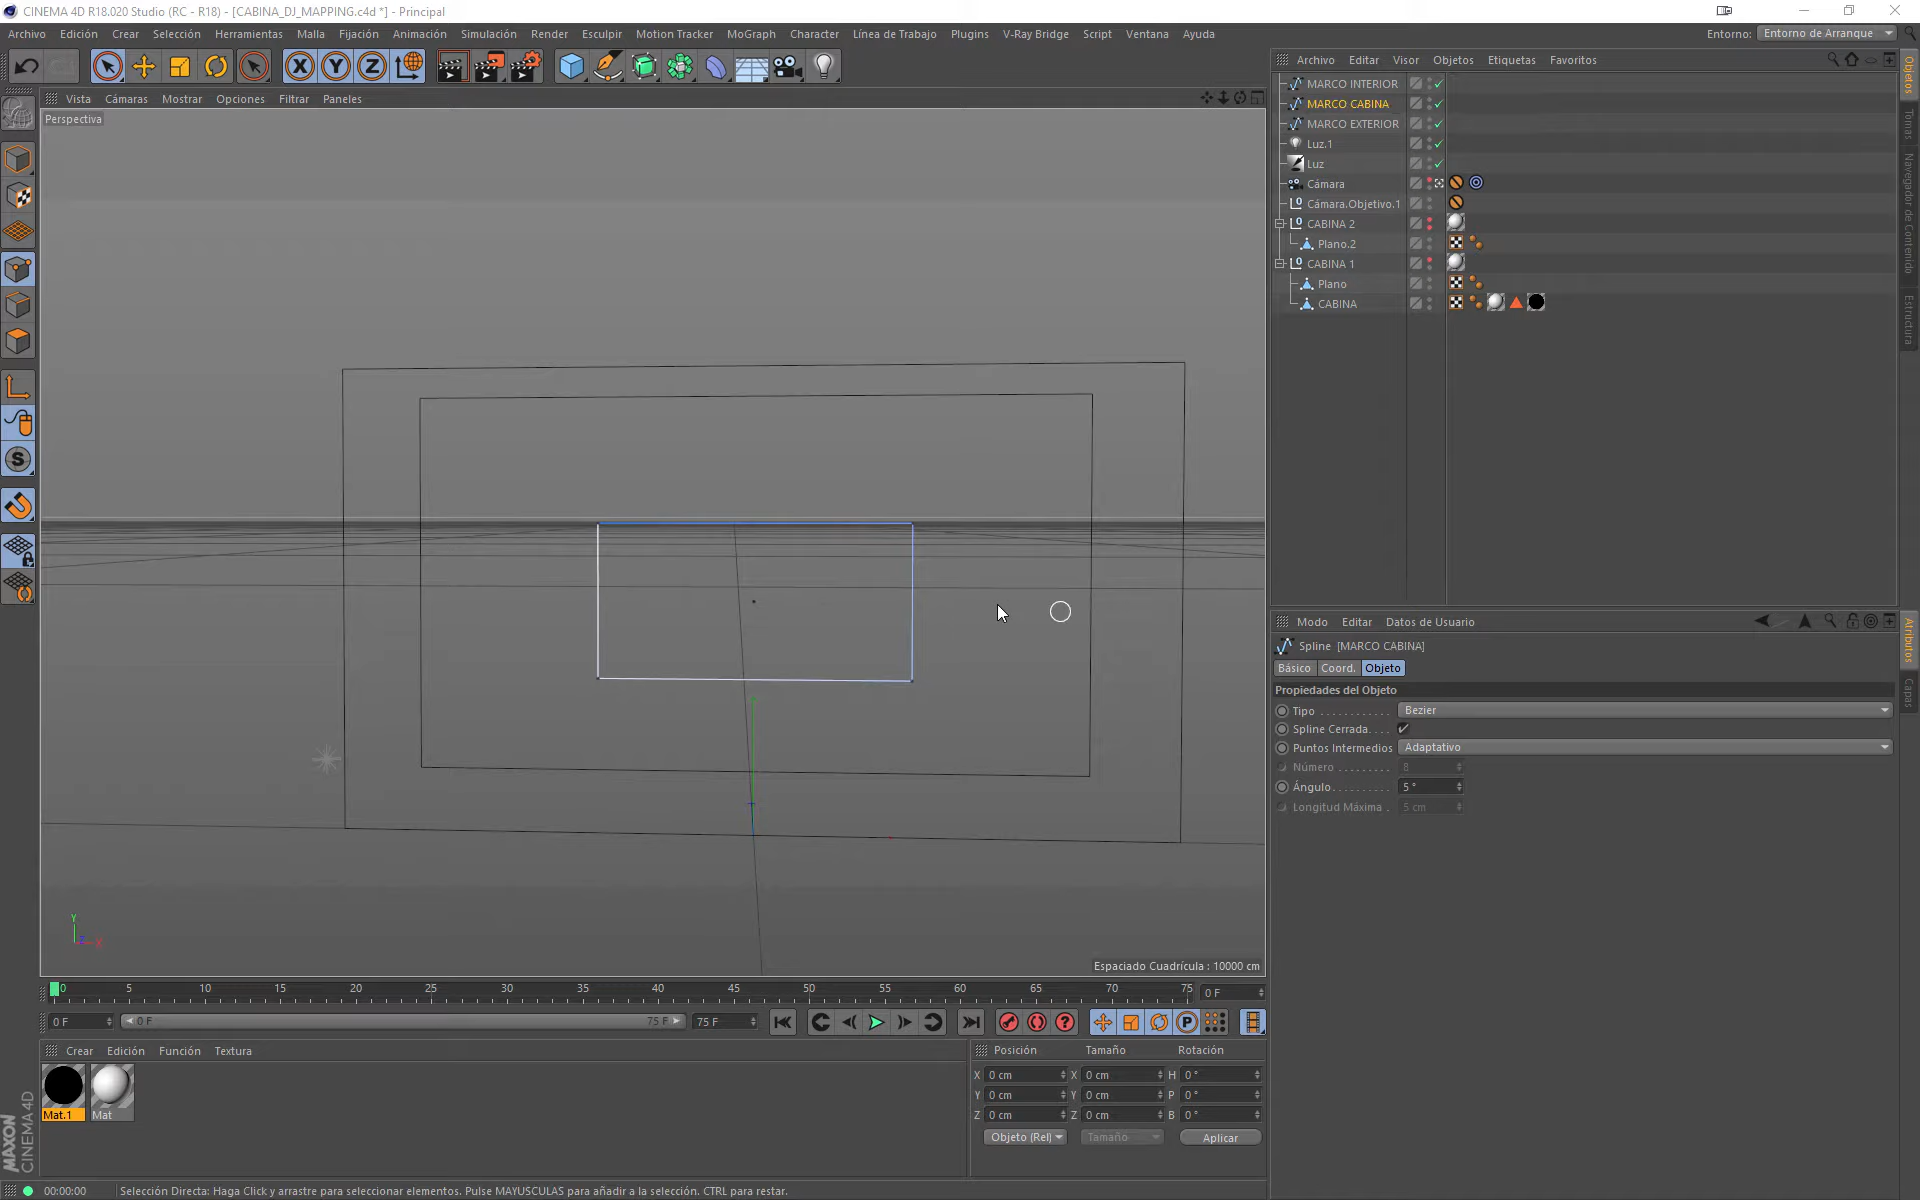 CINEMA 4D R18.020 Studio (RC - R18) - [CABINA_DJ_MAPPING.c4d *] - Principal
Archivo Edición Crear Selección Herramientas Malla Fijación Animación Simulación Render Esculpir Motion Tracker MoGraph Character Línea de Trabajo Plugins V-Ray Bridge Script Ventana Ayuda
Entorno: Entorno de Arranque
X Y Z
Archivo Editar Visor Objetos Etiquetas Favoritos
Vista Cámaras Mostrar Opciones Filtrar Paneles
Perspectiva
MARCO INTERIOR
MARCO CABINA
MARCO EXTERIOR
Luz.1
Luz
Cámara
Cámara.Objetivo.1
CABINA 2
Plano.2
CABINA 1
Plano
CABINA
Objetos
Tomas
Navegador de Contenido
Estructura
S
Modo Editar Datos de Usuario
Spline [MARCO CABINA]
Básico Coord. Objeto
Propiedades del Objeto
Tipo Bezier
Spline Cerrada
Puntos Intermedios Adaptativo
Número 8
Ángulo 5 °
Longitud Máxima 5 cm
Atributos
Capas
Y
Z
X
Espaciado Cuadrícula : 10000 cm
0 5 10 15 20 25 30 35 40 45 50 55 60 65 70 75
0 F
0 F 0 F 75 F 75 F
P
Crear Edición Función Textura
Mat.1 Mat
Posición Tamaño Rotación
X 0 cm X 0 cm H 0 °
Y 0 cm Y 0 cm P 0 °
Z 0 cm Z 0 cm B 0 °
Objeto (Rel) Tamaño Aplicar
MAXON
CINEMA 4D
00:00:00 Selección Directa: Haga Click y arrastre para seleccionar elementos. Pulse MAYUSCULAS para añadir a la selección. CTRL para restar.